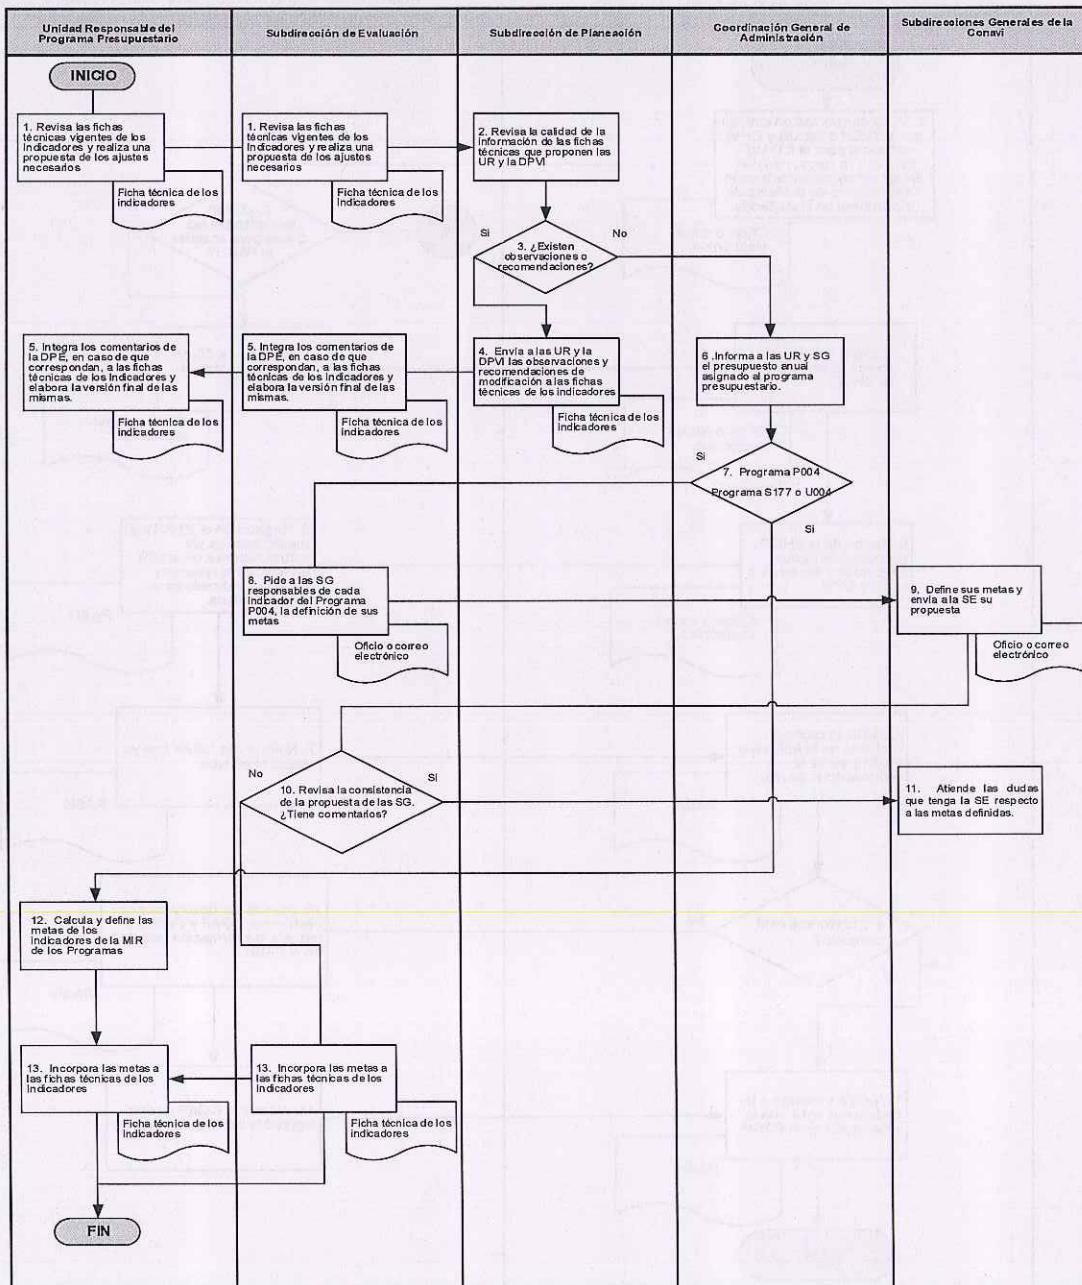 Unidad Responsable del
Programa Presupuestario
Subdirección de Evaluación
Subdirección de Planeación
Coordinación General de
Administración
Subdirecciones Generales de la
Conavi
INICIO
1. Revisa las fichas
técnicas vigentes de los
Indicadores y realiza una
propuesta de los ajustes
necesarios
Ficha técnica de los
indicadores
1. Revisa las fichas
técnicas vigentes de los
Indicadores y realiza una
propuesta de los ajustes
necesarios
Ficha técnica de los
Indicadores
2. Revisa la calidad de la
información de las fichas
técnicas que proponen las
UR y la DPVI
Si
No
3. ¿Existen
observaciones o
recomendaciones?
5. Integra los comentarios de
la DPE, en caso de que
correspondan, a las fichas
técnicas de los Indicadores y
elabora la versión final de las
mismas.
Ficha técnica de los
indicadores
5. Integra los comentarios de
la DPE, en caso de que
correspondan, a las fichas
técnicas de los Indicadores y
elabora la versión final de las
mismas.
Ficha técnica de los
indicadores
4. Envía a las UR y la
DPVI las observaciones y
recomendaciones de
modificación a las fichas
técnicas de los indicadores
Ficha técnica de los
indicadores
6 .Informa a las UR y SG
el presupuesto anual
asignado al programa
presupuestario.
Si
7. Programa P004
Programa S177 o U004
Si
8. Pide a las SG
responsables de cada
Indicador del Programa
P004, la definición de sus
metas
Oficio o correo
electrónico
9. Define sus metas y
envía a la SE su
propuesta
Oficio o correo
electrónico
No
Si
10. Revisa la consistencia
de la propuesta de las SG.
¿Tiene comentarios?
11. Atiende las dudas
que tenga la SE respecto
a las metas definidas.
12. Calcula y define las
metas de los
Indicadores de la MIR
de los Programas
13. Incorpora las metas a
las fichas técnicas de los
Indicadores
Ficha técnica de los
Indicadores
13. Incorpora las metas a
las fichas técnicas de los
Indicadores
Ficha técnica de los
Indicadores
FIN